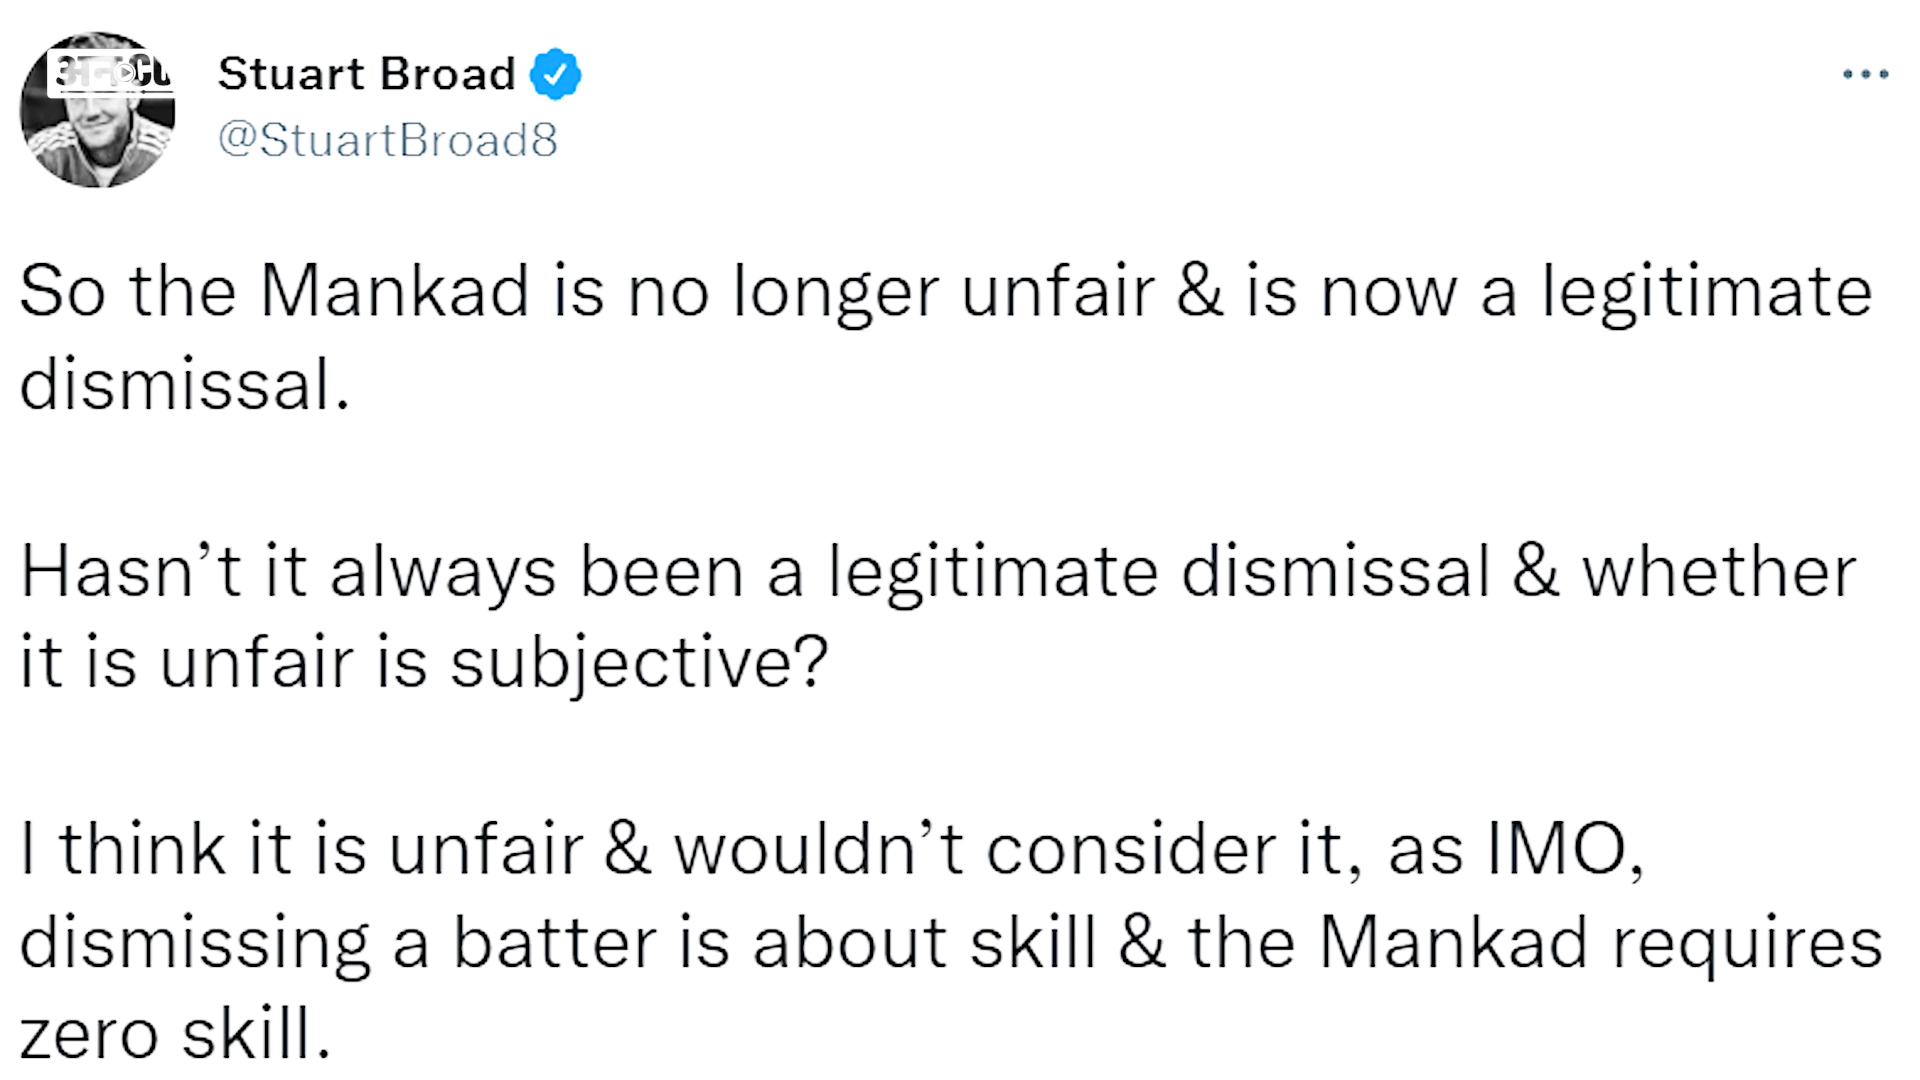 Stuart Broad
@StuartBroad8
So the Mankad is no longer unfair & is now a legitimate
dismissal.
Hasn’t it always been a legitimate dismissal & whether
it is unfair is subjective?
I think it is unfair & wouldn’t consider it, as IMO,
dismissing a batter is about skill & the Mankad requires
zero skill.